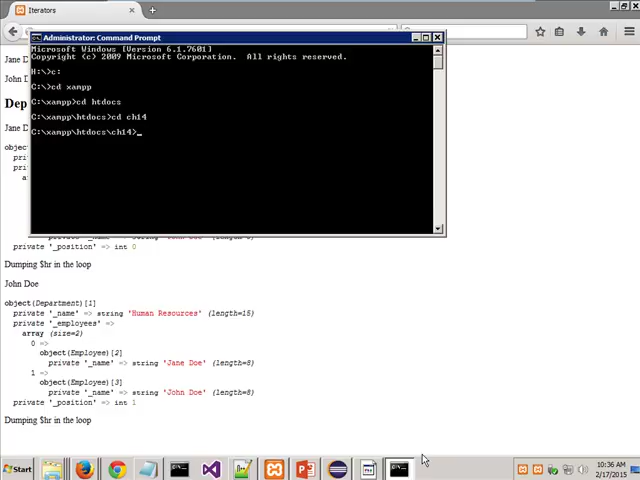 Iterators
Administrator: Command Prompt
Microsoft Windows [Version 6.1.7601]
Copyright (c) 2009 Microsoft Corporation. All rights reserved.
H:\>c:
C:\>cd xampp
C:\xampp>cd htdocs
C:\xampp\htdocs>cd ch14
C:\xampp\htdocs\ch14>_
Jane D
John D
Dep
Jane D
object
pri
pri
a
private '_position' => int 0
Dumping $hr in the loop
John Doe
object(Department)[1]
private '_name' => string 'Human Resources' (length=15)
private '_employees' =>
array (size=2)
0 =>
object(Employee)[2]
private '_name' => string 'Jane Doe' (length=8)
1 =>
object(Employee)[3]
private '_name' => string 'John Doe' (length=8)
private '_position' => int 1
Dumping $hr in the loop
Start
10:36 AM
2/17/2015